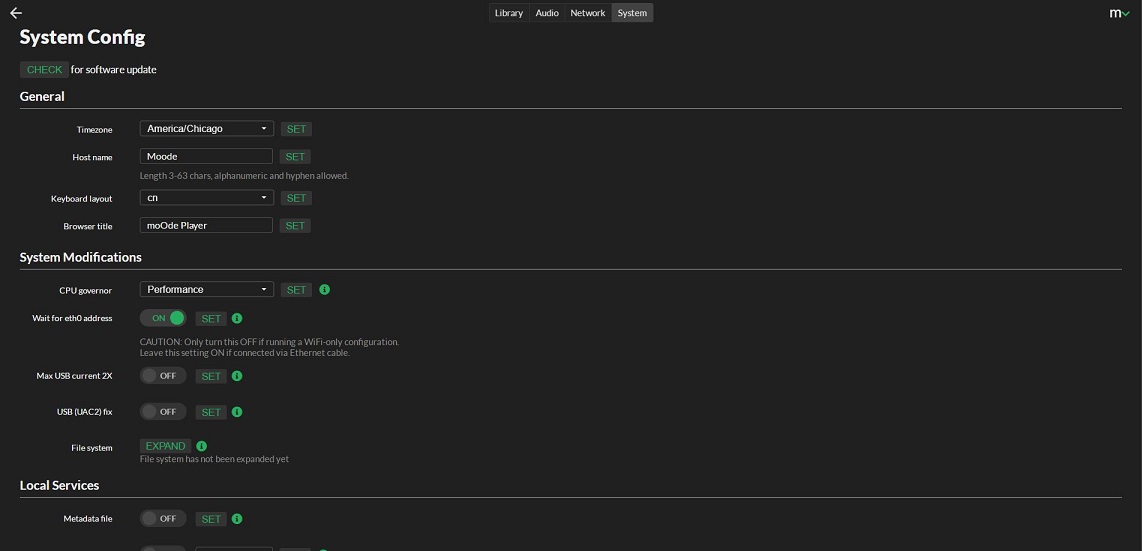 Library Audio Network System
m
System Config
CHECK for software update
General
Timezone America/Chicago SET
Host name Moode SET
Length 3-63 chars, alphanumeric and hyphen allowed.
Keyboard layout cn SET
Browser title moOde Player SET
System Modifications
CPU governor Performance SET
Wait for eth0 address ON SET
CAUTION: Only turn this OFF if running a WiFi-only configuration.
Leave this setting ON if connected via Ethernet cable.
Max USB current 2X OFF SET
USB (UAC2) fix OFF SET
File system EXPAND
File system has not been expanded yet
Local Services
Metadata file OFF SET